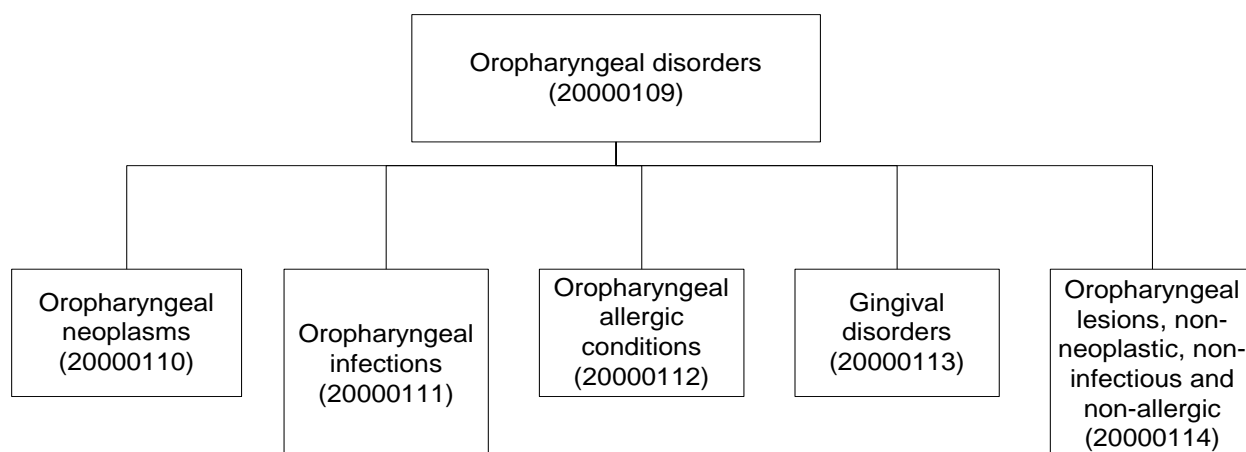 Oropharyngeal disorders
(20000109)
Oropharyngeal
neoplasms
(20000110)
Oropharyngeal
infections
(20000111)
Oropharyngeal
allergic
conditions
(20000112)
Gingival
disorders
(20000113)
Oropharyngeal
lesions, non-
neoplastic, non-
infectious and
non-allergic
(20000114)